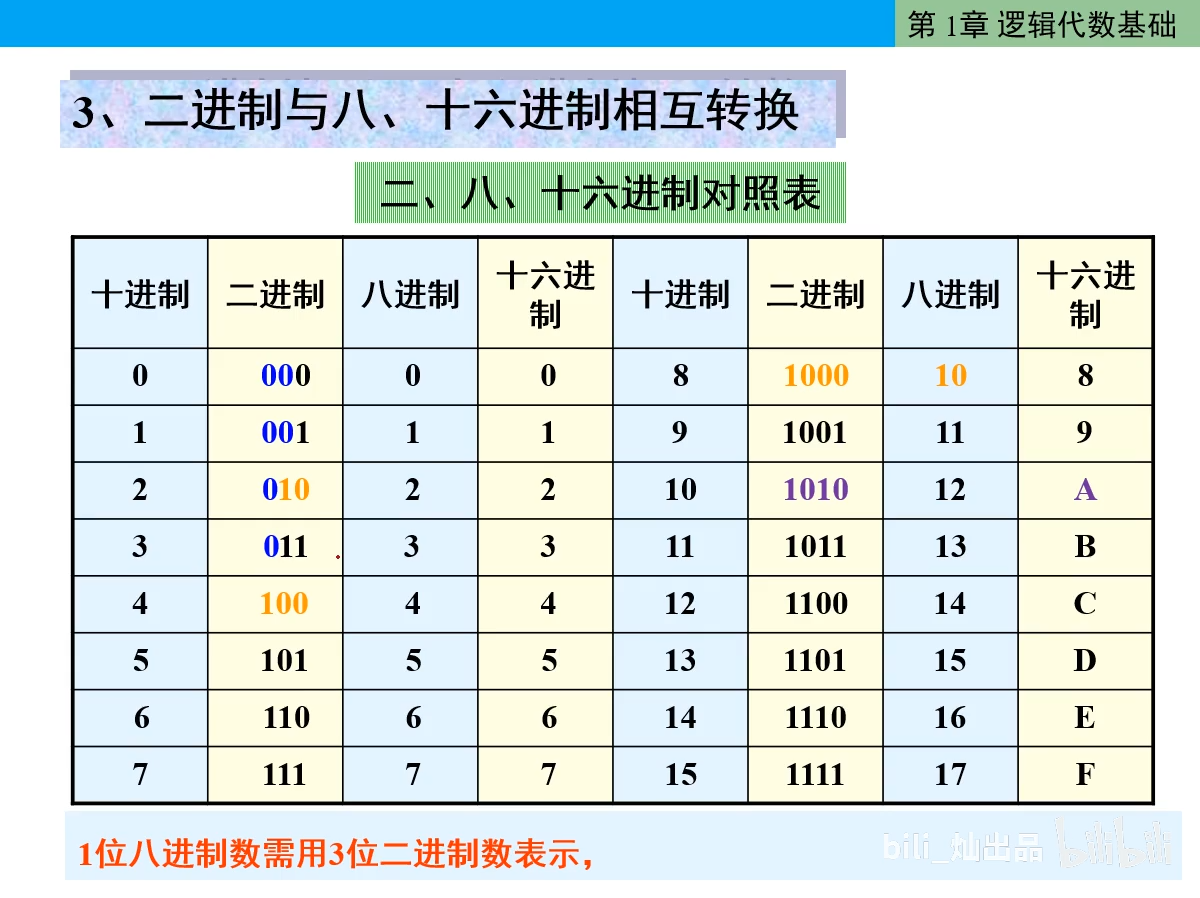 第 1章 逻辑代数基础
3、二进制与八、十六进制相互转换
二、八、十六进制对照表
十进制 二进制 八进制 十六进制 十进制 二进制 八进制 十六进制
0 000 0 0 8 1000 10 8
1 001 1 1 9 1001 11 9
2 010 2 2 10 1010 12 A
3 011 3 3 11 1011 13 B
4 100 4 4 12 1100 14 C
5 101 5 5 13 1101 15 D
6 110 6 6 14 1110 16 E
7 111 7 7 15 1111 17 F
1位八进制数需用3位二进制数表示，
bili_灿出品 bilibili